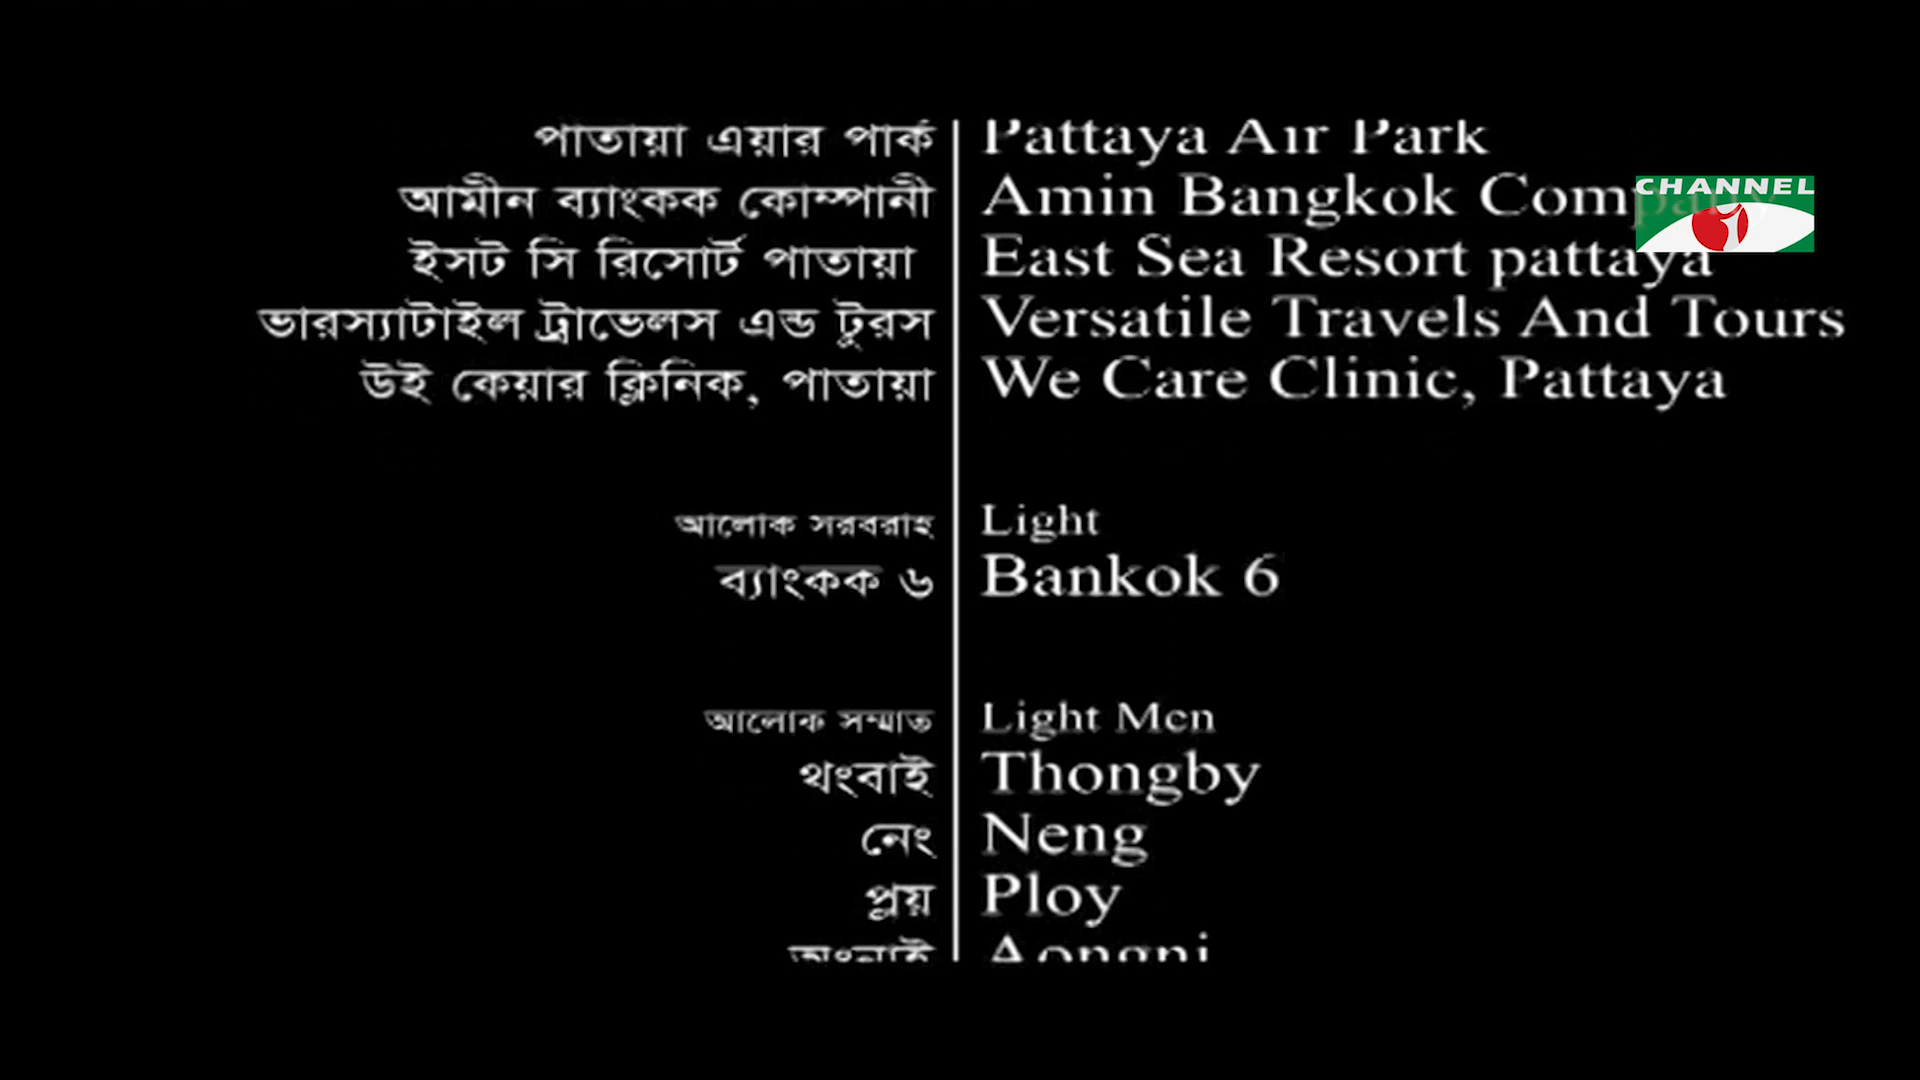 পাতায়া এয়ার পার্ক Pattaya Air Park
আমীন ব্যাংকক কোম্পানী Amin Bangkok Company
CHANNEL i
ইসট সি রিসোর্ট পাতায়া East Sea Resort pattaya
ভারস্যাটাইল ট্রাভেলস এন্ড টুরস Versatile Travels And Tours
উই কেয়ার ক্লিনিক, পাতায়া We Care Clinic, Pattaya
আলোক সরবরাহ Light
ব্যাংকক ৬ Bankok 6
আলোক সম্পাত Light Men
থংবাই Thongby
নেং Neng
প্লয় Ploy